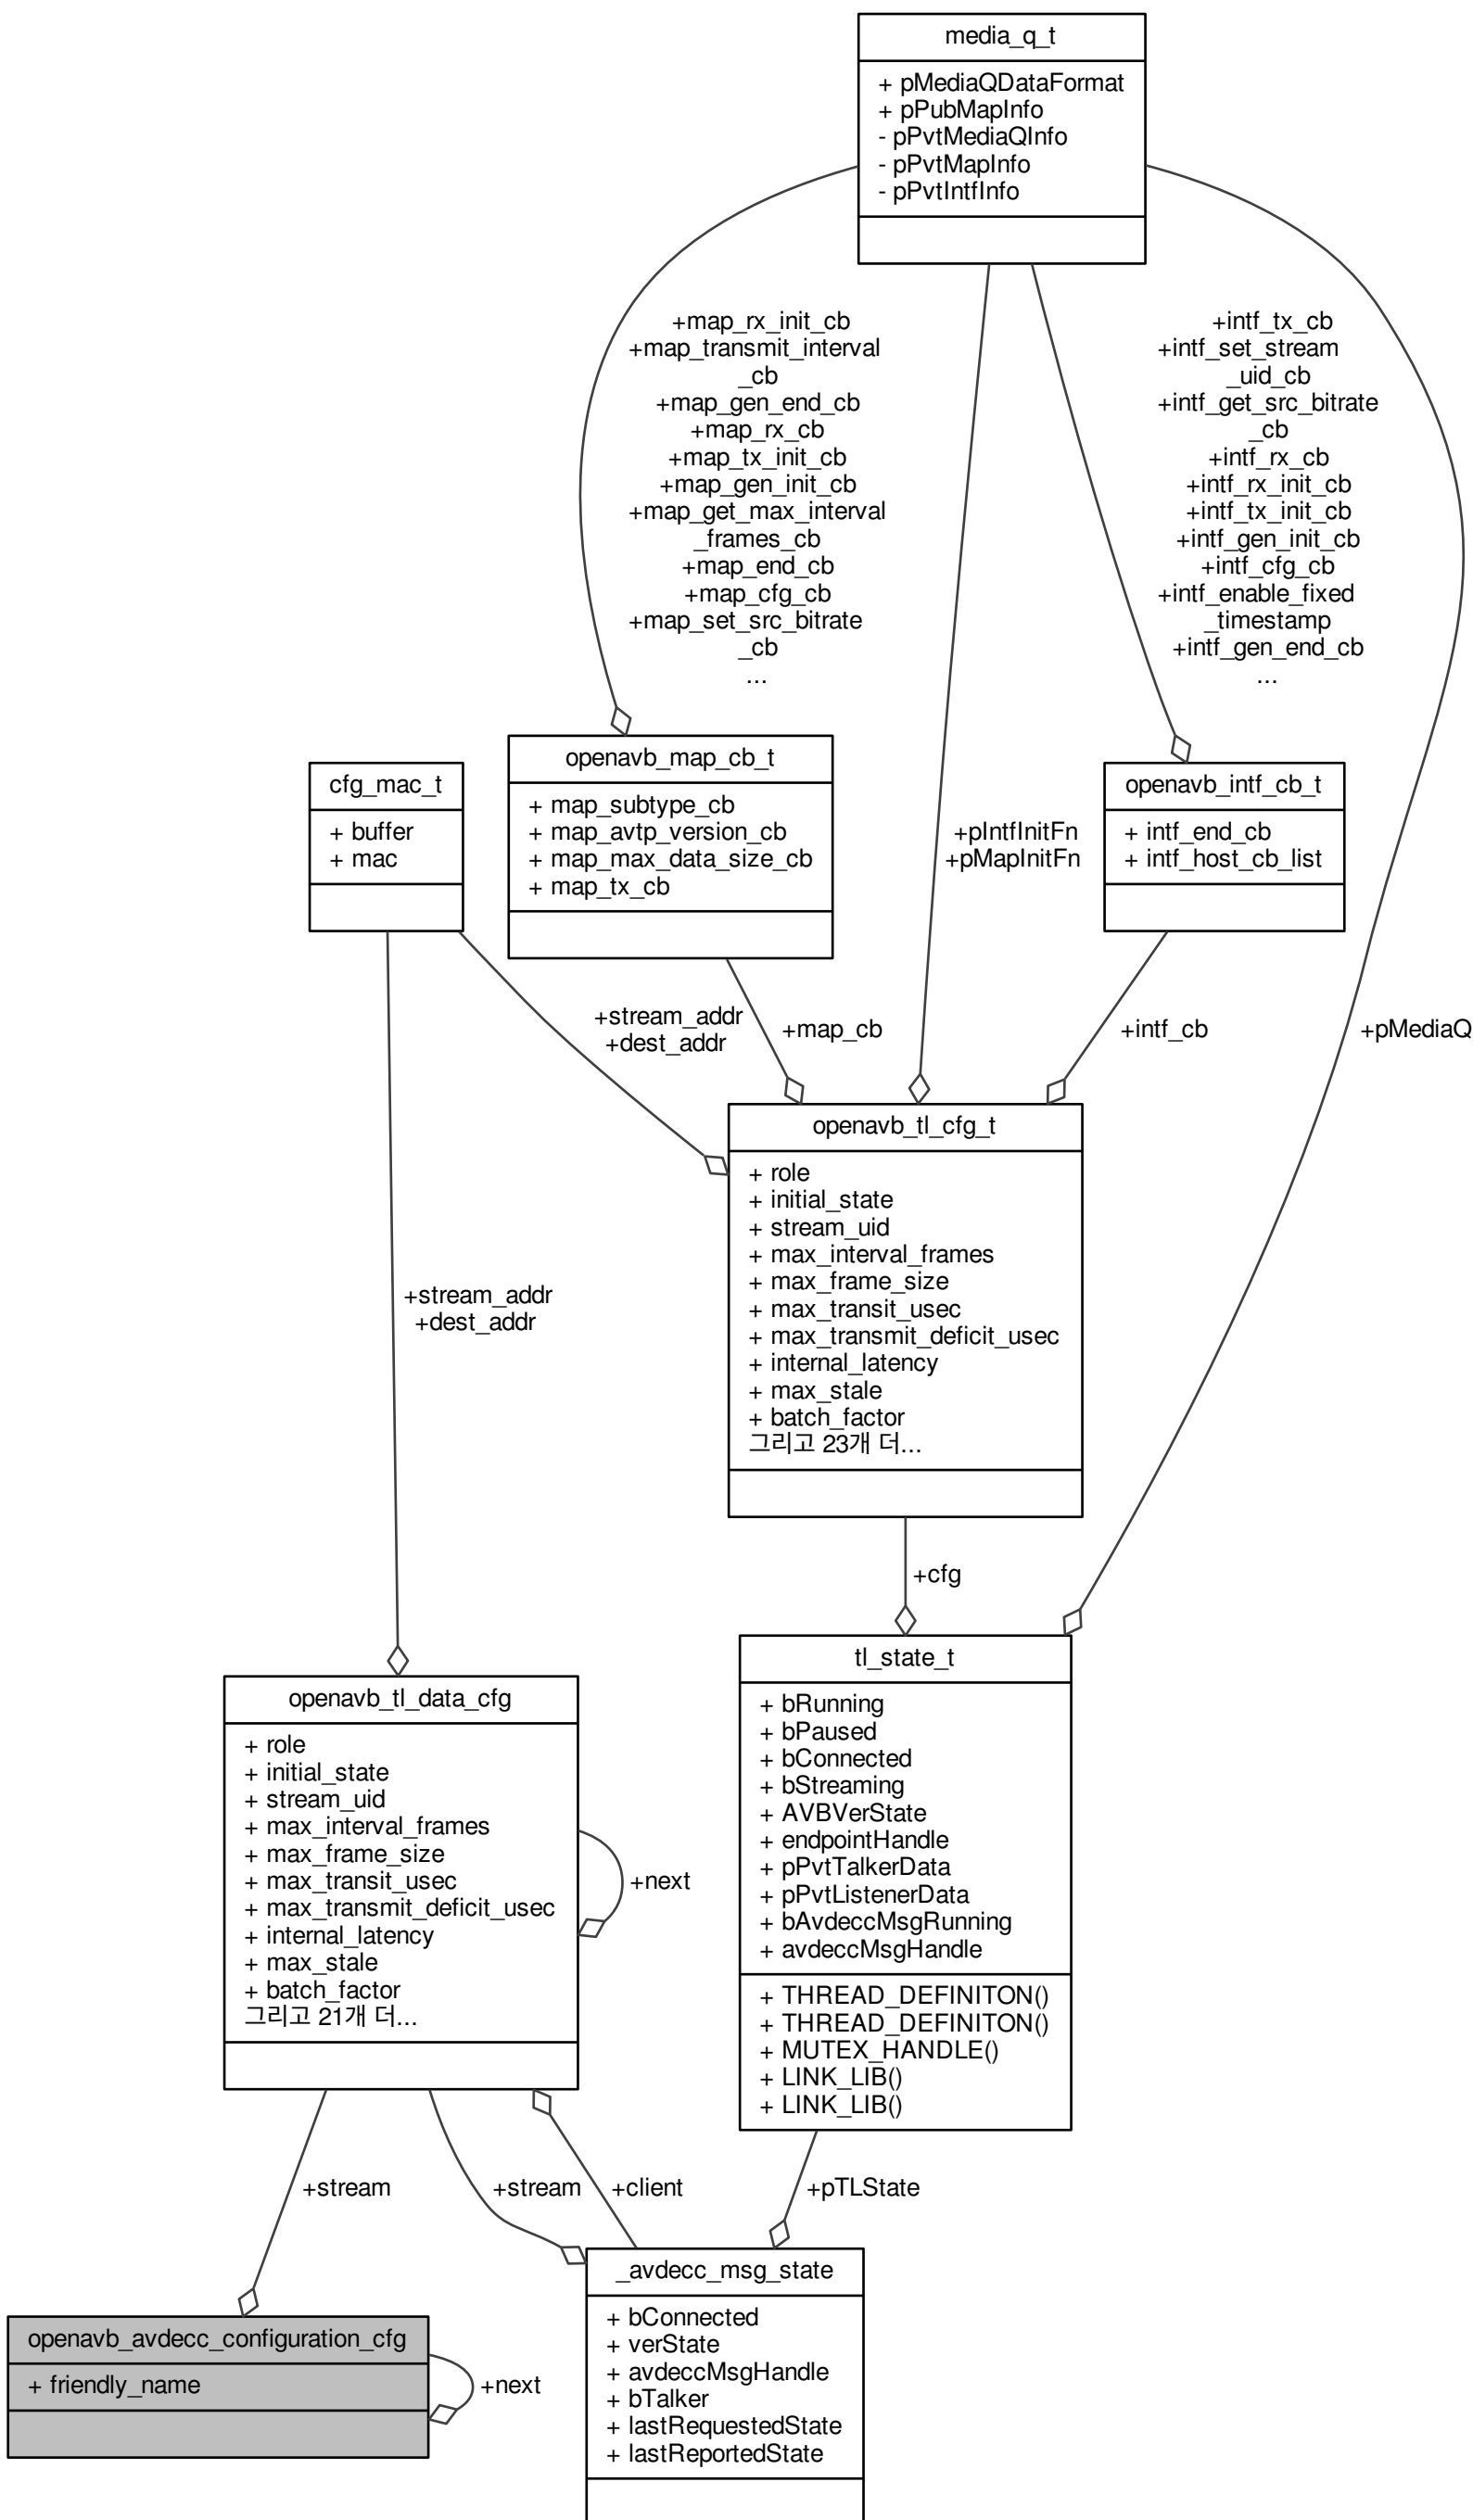 media_q_t
+ pMediaQDataFormat
+ pPubMapInfo
- pPvtMediaQInfo
- pPvtMapInfo
- pPvtIntfInfo
+map_rx_init_cb
+map_transmit_interval
_cb
+map_gen_end_cb
+map_rx_cb
+map_tx_init_cb
+map_gen_init_cb
+map_get_max_interval
_frames_cb
+map_end_cb
+map_cfg_cb
+map_set_src_bitrate
_cb
...
+intf_tx_cb
+intf_set_stream
_uid_cb
+intf_get_src_bitrate
_cb
+intf_rx_cb
+intf_rx_init_cb
+intf_tx_init_cb
+intf_gen_init_cb
+intf_cfg_cb
+intf_enable_fixed
_timestamp
+intf_gen_end_cb
...
cfg_mac_t
+ buffer
+ mac
openavb_map_cb_t
+ map_subtype_cb
+ map_avtp_version_cb
+ map_max_data_size_cb
+ map_tx_cb
+pIntfInitFn
+pMapInitFn
openavb_intf_cb_t
+ intf_end_cb
+ intf_host_cb_list
+stream_addr
+dest_addr
+map_cb
+intf_cb
+pMediaQ
openavb_tl_cfg_t
+ role
+ initial_state
+ stream_uid
+ max_interval_frames
+ max_frame_size
+ max_transit_usec
+ max_transmit_deficit_usec
+ internal_latency
+ max_stale
+ batch_factor
그리고 23개 더...
+stream_addr
+dest_addr
+cfg
openavb_tl_data_cfg
+ role
+ initial_state
+ stream_uid
+ max_interval_frames
+ max_frame_size
+ max_transit_usec
+ max_transmit_deficit_usec
+ internal_latency
+ max_stale
+ batch_factor
그리고 21개 더...
+next
tl_state_t
+ bRunning
+ bPaused
+ bConnected
+ bStreaming
+ AVBVerState
+ endpointHandle
+ pPvtTalkerData
+ pPvtListenerData
+ bAvdeccMsgRunning
+ avdeccMsgHandle
+ THREAD_DEFINITON()
+ THREAD_DEFINITON()
+ MUTEX_HANDLE()
+ LINK_LIB()
+ LINK_LIB()
+stream
+stream
+client
+pTLState
openavb_avdecc_configuration_cfg
+ friendly_name
+next
_avdecc_msg_state
+ bConnected
+ verState
+ avdeccMsgHandle
+ bTalker
+ lastRequestedState
+ lastReportedState